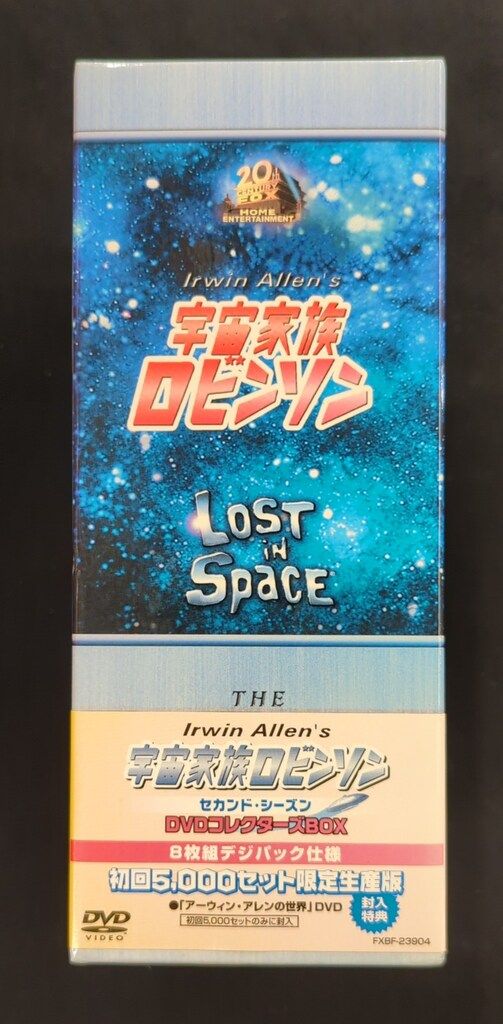 20th
CENTURY
FOX
HOME
ENTERTAINMENT
Irwin Allen's
宇宙家族
ロビンソン
LOST
IN
SPACE
THE
Irwin Allen's
宇宙家族ロビンソン
セカンド・シーズン
DVDコレクターズBOX
8枚組デジパック仕様
初回5,000セット限定生産版
●「アーウィン・アレンの世界」DVD
封入
特典
初回5,000セットのみに封入
DVD
VIDEO
FXBF-23904